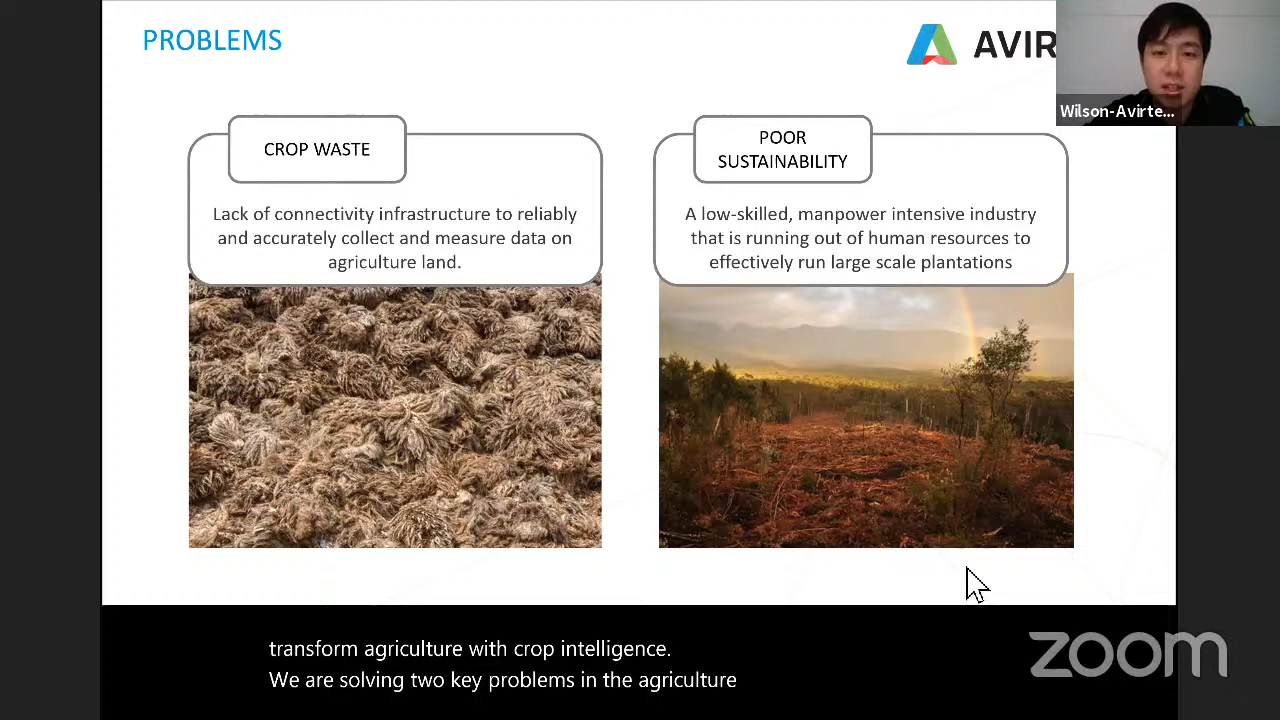 PROBLEMS
AVIR
Wilson-Avirte...
CROP WASTE
Lack of connectivity infrastructure to reliably
and accurately collect and measure data on
agriculture land.
POOR
SUSTAINABILITY
A low-skilled, manpower intensive industry
that is running out of human resources to
effectively run large scale plantations
transform agriculture with crop intelligence.
We are solving two key problems in the agriculture
zoom